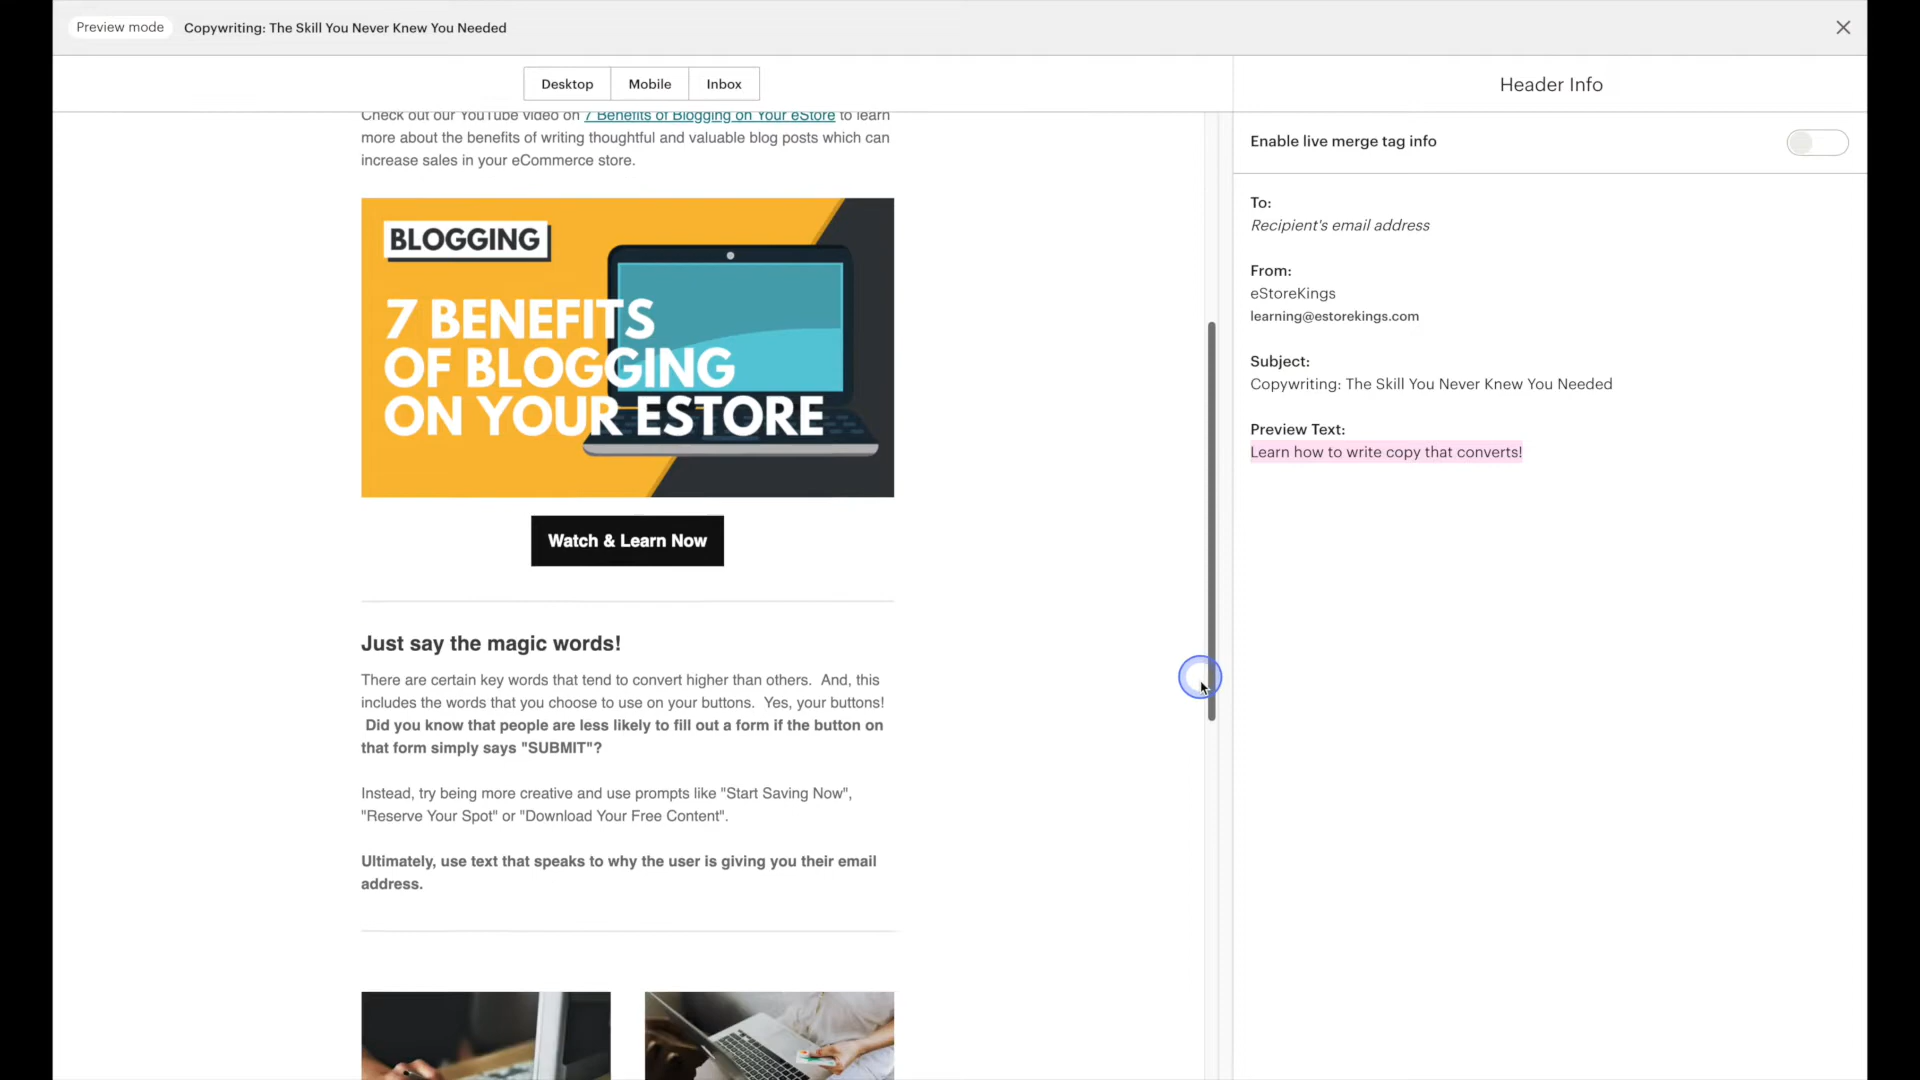 Preview mode
Copywriting: The Skill You Never Knew You Needed
Desktop
Mobile
Inbox
Header Info
Check out our YouTube video on 7 Benefits of Blogging on Your eStore to learn
more about the benefits of writing thoughtful and valuable blog posts which can
increase sales in your eCommerce store.
BLOGGING
7 BENEFITS
OF BLOGGING
ON YOUR ESTORE
Watch & Learn Now
Just say the magic words!
There are certain key words that tend to convert higher than others.  And, this
includes the words that you choose to use on your buttons.  Yes, your buttons!
Did you know that people are less likely to fill out a form if the button on
that form simply says "SUBMIT"?
Instead, try being more creative and use prompts like "Start Saving Now",
"Reserve Your Spot" or "Download Your Free Content".
Ultimately, use text that speaks to why the user is giving you their email
address.
Enable live merge tag info
To:
Recipient's email address
From:
eStoreKings
learning@estorekings.com
Subject:
Copywriting: The Skill You Never Knew You Needed
Preview Text:
Learn how to write copy that converts!